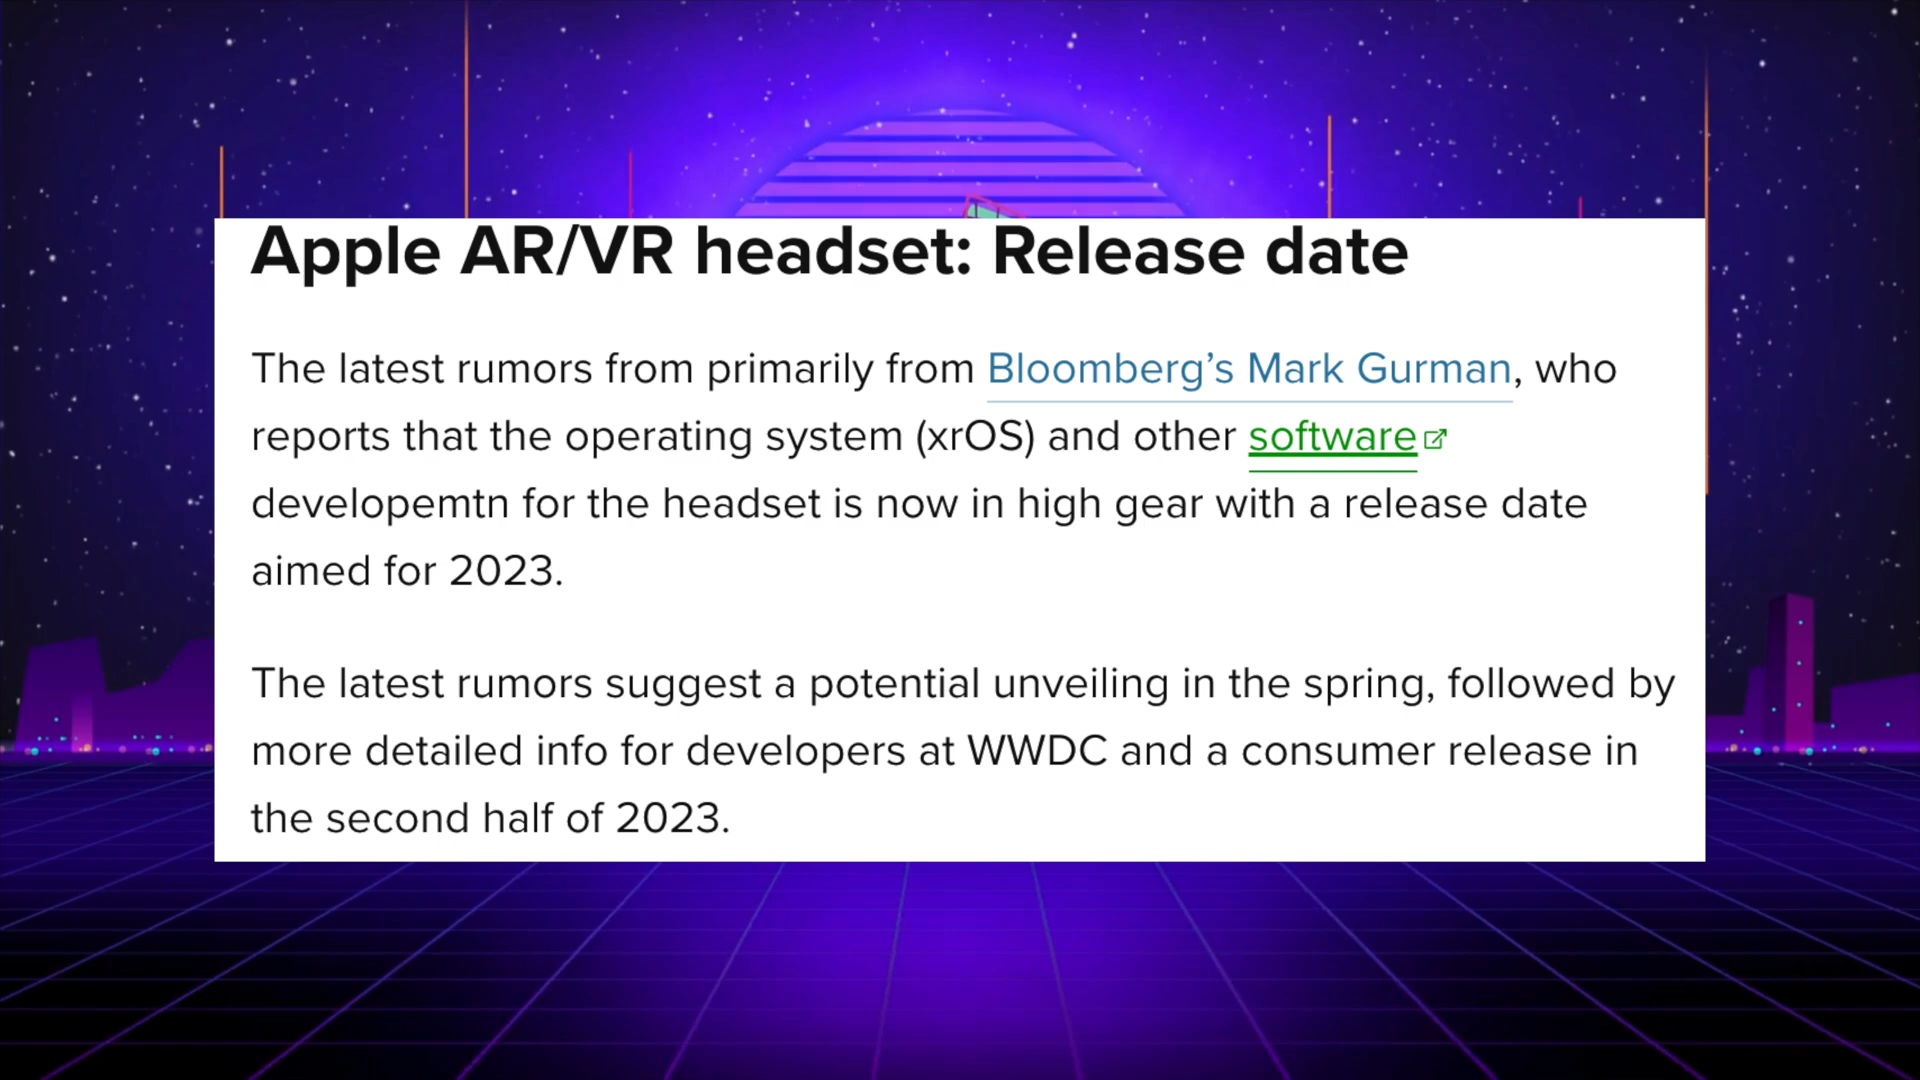 Apple AR/VR headset: Release date
The latest rumors from primarily from Bloomberg’s Mark Gurman, who
reports that the operating system (xrOS) and other software
developemtn for the headset is now in high gear with a release date
aimed for 2023.
The latest rumors suggest a potential unveiling in the spring, followed by
more detailed info for developers at WWDC and a consumer release in
the second half of 2023.